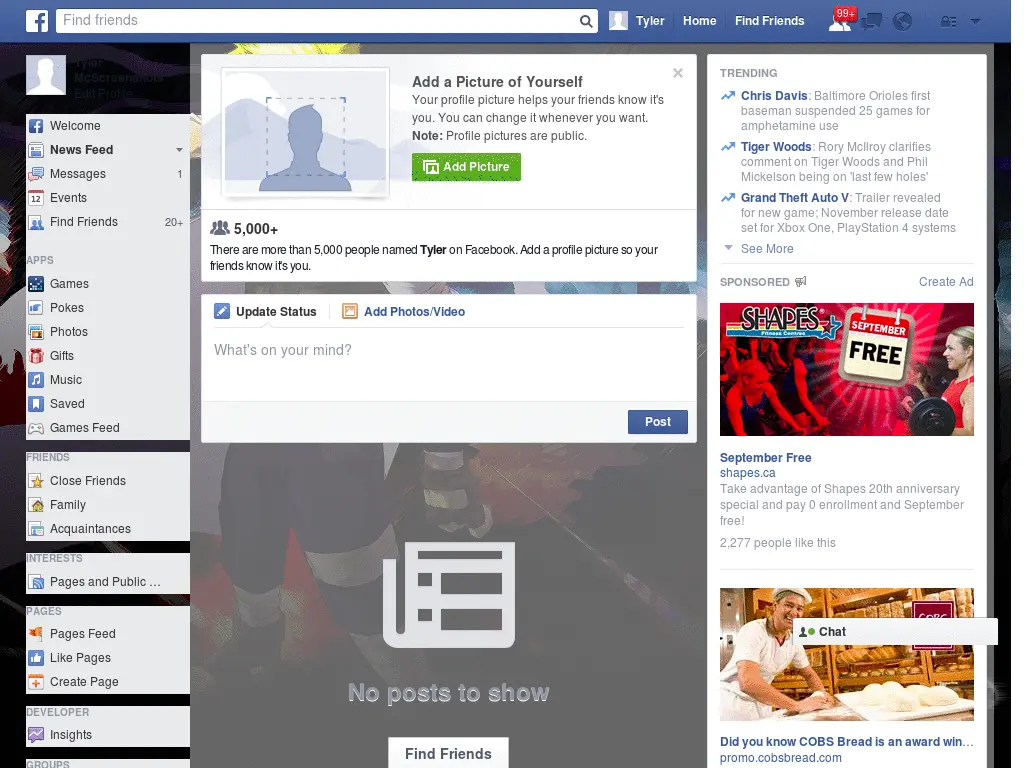 f
Find friends
Tyler
Home
Find Friends
99+
Tyler
McScreenshots
Edit Profile
Welcome
News Feed
Messages
1
Events
Find Friends
20+
APPS
Games
Pokes
Photos
Gifts
Music
Saved
Games Feed
FRIENDS
Close Friends
Family
Acquaintances
INTERESTS
Pages and Public …
PAGES
Pages Feed
Like Pages
Create Page
DEVELOPER
Insights
GROUPS
Add a Picture of Yourself
Your profile picture helps your friends know it's
you. You can change it whenever you want.
Note: Profile pictures are public.
Add Picture
5,000+
There are more than 5,000 people named Tyler on Facebook. Add a profile picture so your
friends know it's you.
Update Status
Add Photos/Video
What's on your mind?
Post
No posts to show
Find Friends
TRENDING
Chris Davis: Baltimore Orioles first
baseman suspended 25 games for
amphetamine use
Tiger Woods: Rory McIlroy clarifies
comment on Tiger Woods and Phil
Mickelson being on 'last few holes'
Grand Theft Auto V: Trailer revealed
for new game; November release date
set for Xbox One, PlayStation 4 systems
See More
SPONSORED
Create Ad
SHAPES
Fitness Centres
SEPTEMBER
FREE
September Free
shapes.ca
Take advantage of Shapes 20th anniversary
special and pay 0 enrollment and September
free!
2,277 people like this
COBS
Chat
Did you know COBS Bread is an award win…
promo.cobsbread.com